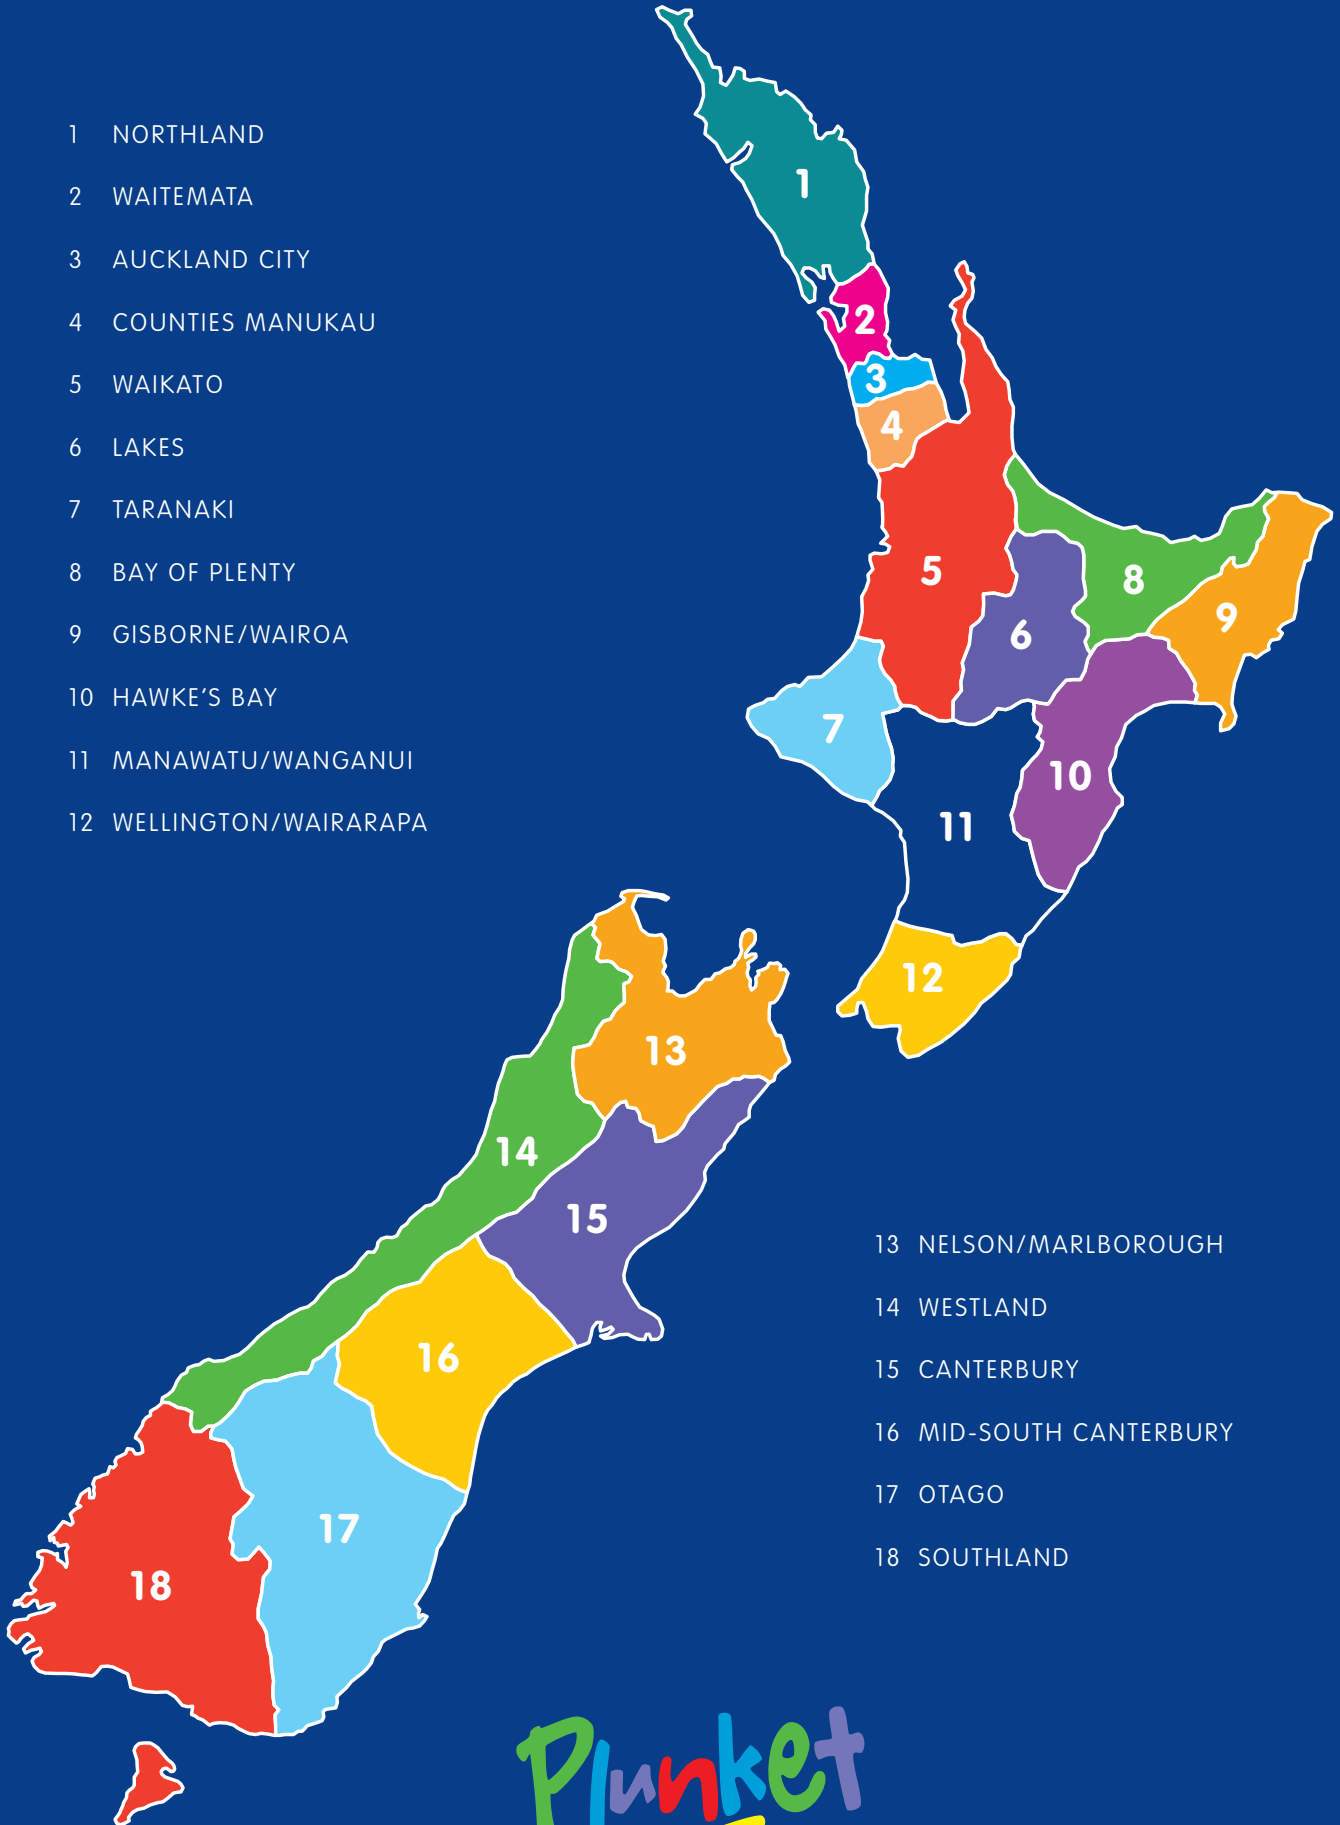 1 NORTHLAND
2 WAITEMATA
3 AUCKLAND CITY
4 COUNTIES MANUKAU
5 WAIKATO
6 LAKES
7 TARANAKI
8 BAY OF PLENTY
9 GISBORNE/WAIROA
10 HAWKE'S BAY
11 MANAWATU/WANGANUI
12 WELLINGTON/WAIRARAPA
1
2
3
4
5
6
7
8
9
10
11
12
13
14
15
16
17
18
13 NELSON/MARLBOROUGH
14 WESTLAND
15 CANTERBURY
16 MID-SOUTH CANTERBURY
17 OTAGO
18 SOUTHLAND
Plunket